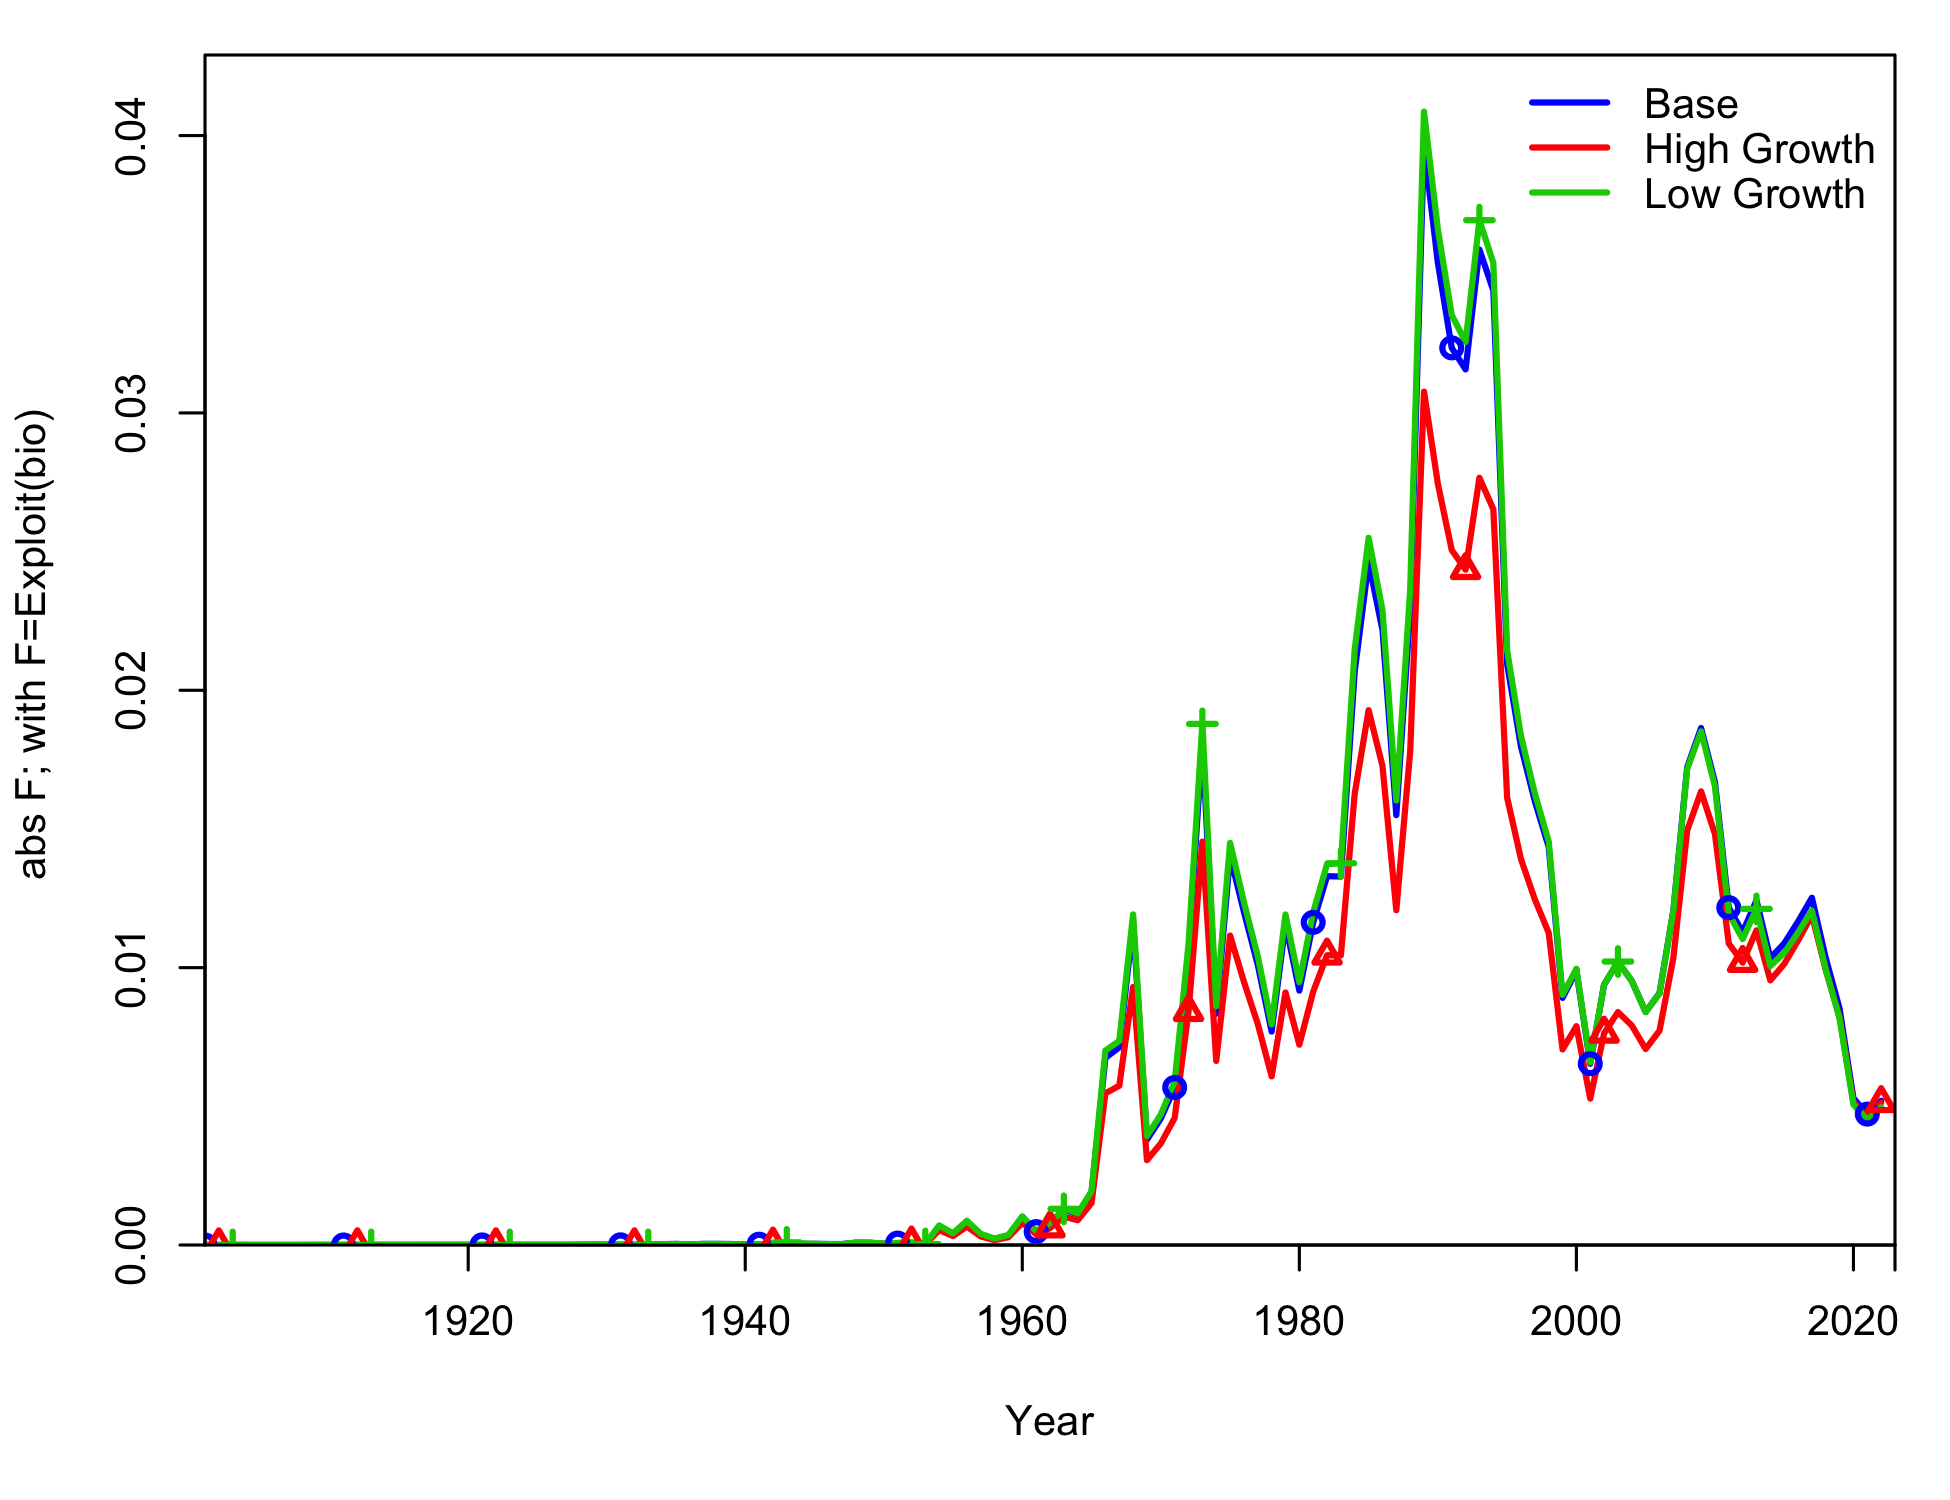 Base
High Growth
Low Growth
abs F; with F=Exploit(bio)
0.04
0.03
0.02
0.01
0.00
1920 1940 1960 1980 2000 2020
Year